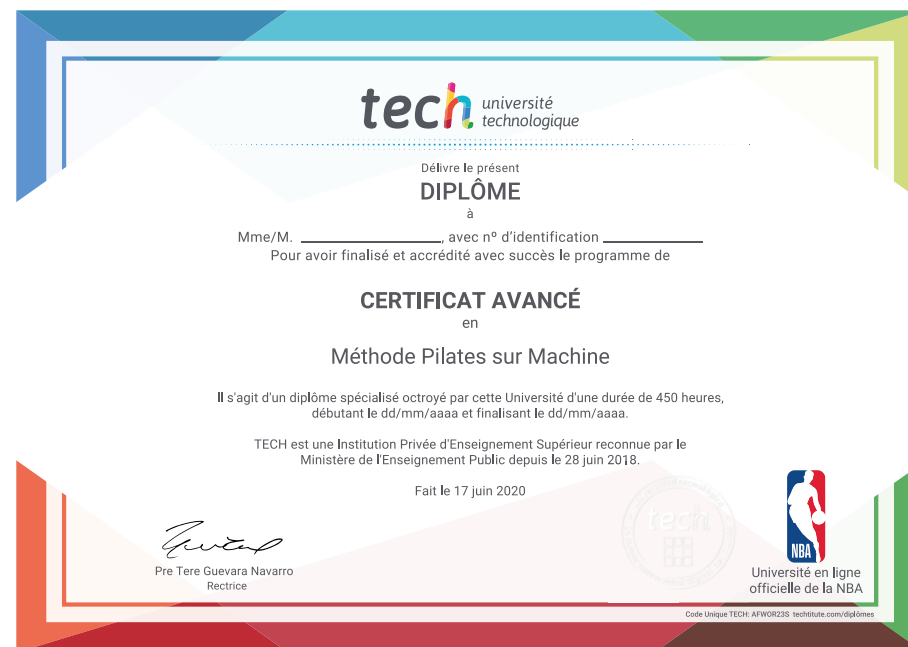 tech université
technologique
Délivre le présent
DIPLÔME
à
Mme/M. ____________________, avec nº d'identification ______________
Pour avoir finalisé et accrédité avec succès le programme de
CERTIFICAT AVANCÉ
en
Méthode Pilates sur Machine
Il s'agit d'un diplôme spécialisé octroyé par cette Université d'une durée de 450 heures,
débutant le dd/mm/aaaa et finalisant le dd/mm/aaaa.
TECH est une Institution Privée d'Enseignement Supérieur reconnue par le
Ministère de l'Enseignement Public depuis le 28 juin 2018.
Fait le 17 juin 2020
tech
Pre Tere Guevara Navarro
Rectrice
NBA
Université en ligne
officielle de la NBA
Code Unique TECH: AFWOR23S techtitute.com/diplômes